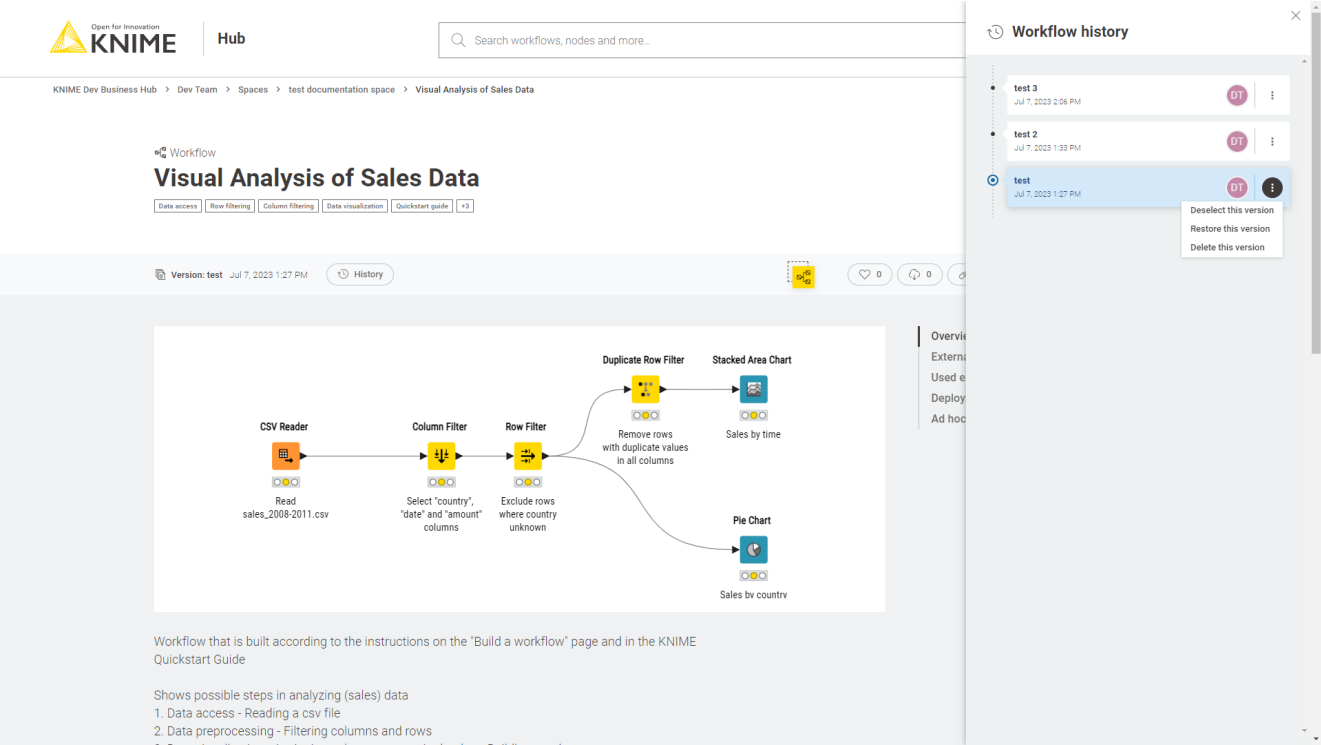 Open for Innovation
KNIME
Hub
Search workflows, nodes and more...
KNIME Dev Business Hub > Dev Team > Spaces > test documentation space > Visual Analysis of Sales Data
Workflow
Visual Analysis of Sales Data
Data access
Row filtering
Column filtering
Data visualization
Quickstart guide
+3
Version: test Jul 7, 2023 1:27 PM
History
0
0
Duplicate Row Filter
Stacked Area Chart
Remove rows
with duplicate values
in all columns
Sales by time
CSV Reader
Column Filter
Row Filter
Read
sales_2008-2011.csv
Select "country",
"date" and "amount"
columns
Exclude rows
where country
unknown
Pie Chart
Sales by country
Workflow that is built according to the instructions on the "Build a workflow" page and in the KNIME
Quickstart Guide
Shows possible steps in analyzing (sales) data
1. Data access - Reading a csv file
2. Data preprocessing - Filtering columns and rows
Overvie
Externa
Used e
Deploy
Ad hoc
Workflow history
test 3
Jul 7, 2023 2:06 PM
DT
test 2
Jul 7, 2023 1:33 PM
DT
test
Jul 7, 2023 1:27 PM
DT
Deselect this version
Restore this version
Delete this version